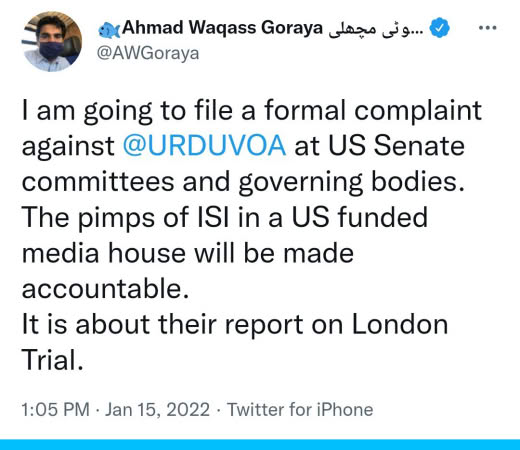 Ahmad Waqass Goraya وٹی مچھلی...
@AWGoraya
I am going to file a formal complaint
against @URDUVOA at US Senate
committees and governing bodies.
The pimps of ISI in a US funded
media house will be made
accountable.
It is about their report on London
Trial.
1:05 PM · Jan 15, 2022 · Twitter for iPhone